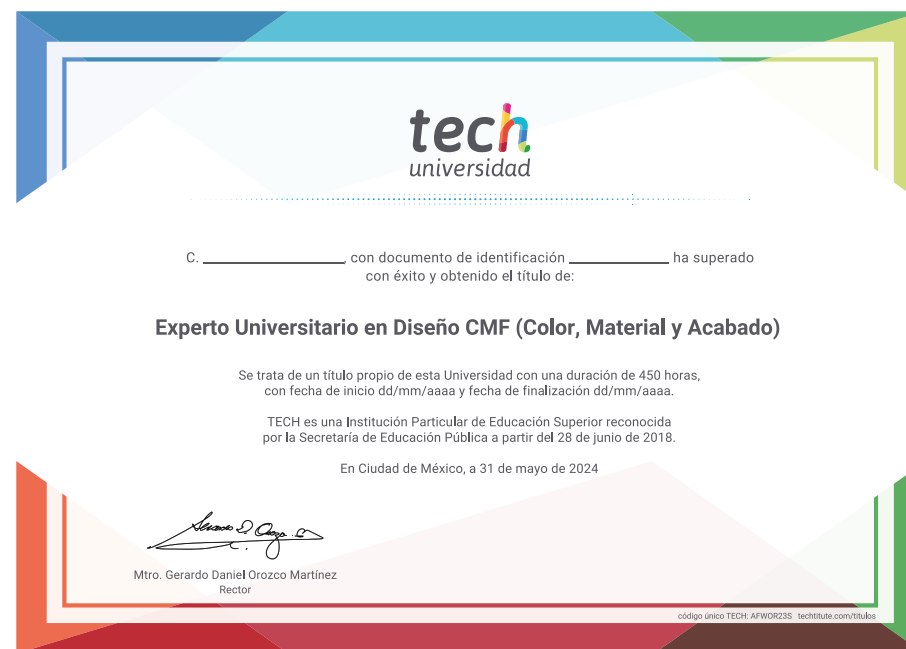 tech
universidad
C. ____________, con documento de identificación ____________ ha superado
con éxito y obtenido el título de:
Experto Universitario en Diseño CMF (Color, Material y Acabado)
Se trata de un título propio de esta Universidad con una duración de 450 horas,
con fecha de inicio dd/mm/aaaa y fecha de finalización dd/mm/aaaa.
TECH es una Institución Particular de Educación Superior reconocida
por la Secretaría de Educación Pública a partir del 28 de junio de 2018.
En Ciudad de México, a 31 de mayo de 2024
Mtro. Gerardo Daniel Orozco Martínez
Rector
código único TECH: AFWOR23S techtitute.com/titulos